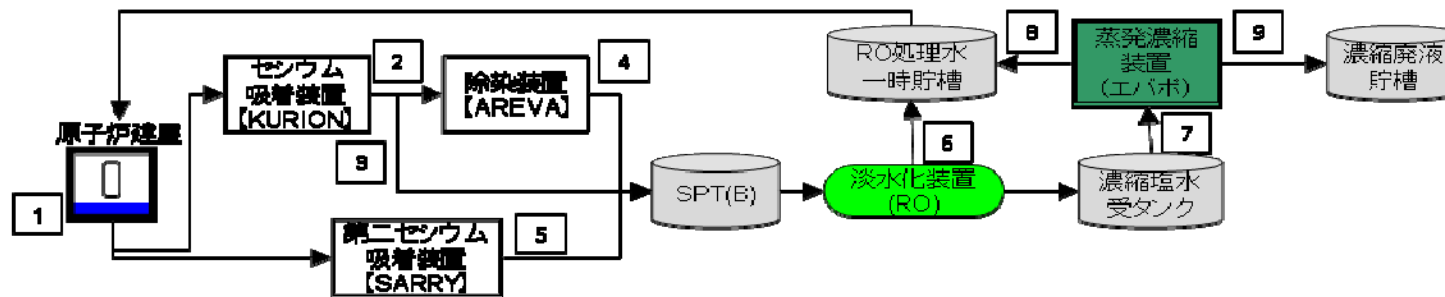 RO処理水
一時貯槽
8
蒸発濃縮
装置
(エバポ)
9
濃縮廃液
貯槽
セシウム
吸着装置
【KURION】
2
除染装置
【AREVA】
4
原子炉建屋
1
3
SPT(B)
淡水化装置
(RO)
6
7
濃縮塩水
受タンク
第二セシウム
吸着装置
【SARRY】
5